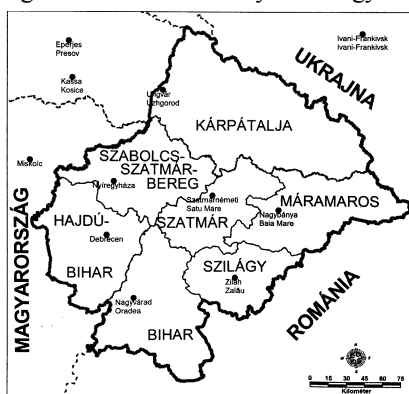 Eperjes
Presov
Ivani-Frankivsk
Ivani-Frankivsk
UKRAJNA
Kassa
Kosice
Ungvár
Uzhgorod
KÁRPÁTALJA
Miskolc
SZABOLCS-
SZATMÁR-
BEREG
Nyíregyháza
Szatmárnémeti
Satu Mare
MÁRAMAROS
Nagybánya
Baia Mare
HAJDÚ-
SZATMÁR
Debrecen
MAGYARORSZÁG
BIHAR
SZILÁGY
Zilah
Zalau
ROMÁNIA
Nagyvárad
Oradea
BIHAR
0 15 30 45 60 75
Kilométer